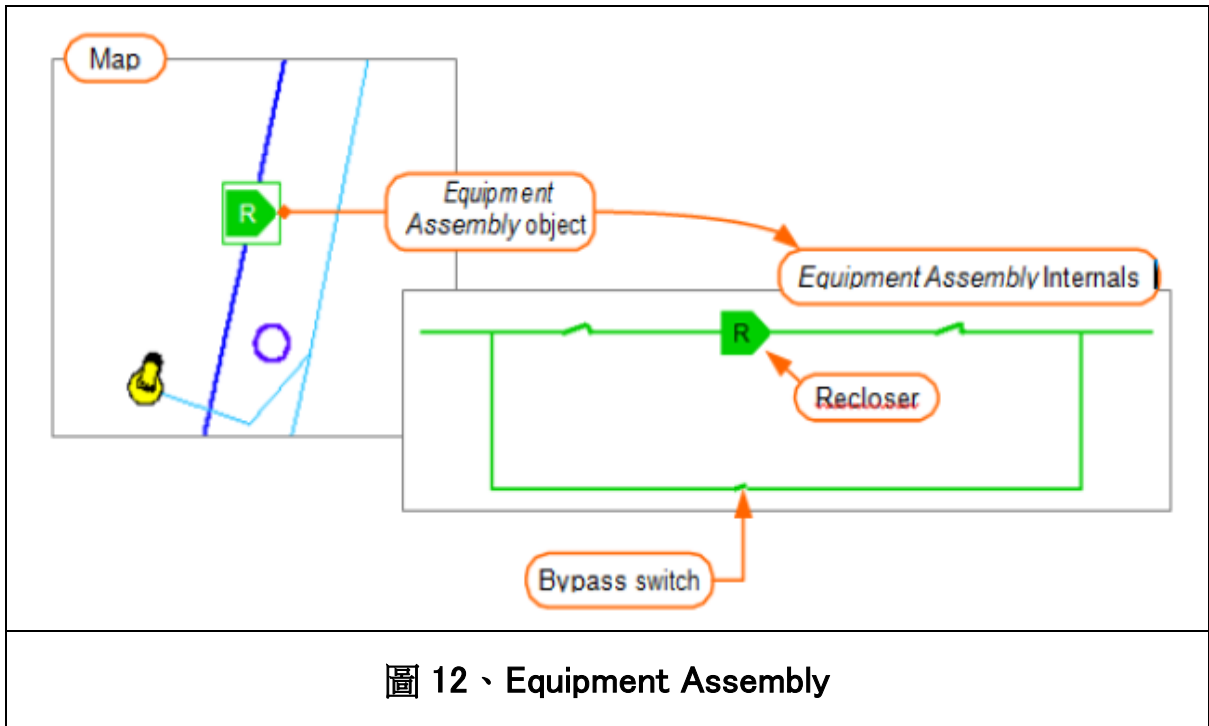 Map
R
Equipment
Assembly object
Equipment Assembly Internals
R
Recloser
Bypass switch
圖 12、Equipment Assembly